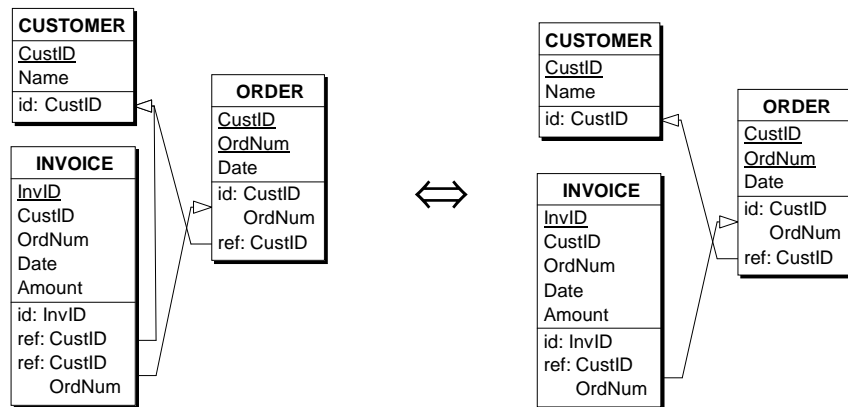 CUSTOMER
CustID
Name
id: CustID
ORDER
CustID
OrdNum
Date
id: CustID
OrdNum
ref: CustID
INVOICE
InvID
CustID
OrdNum
Date
Amount
id: InvID
ref: CustID
ref: CustID
OrdNum
⇔
CUSTOMER
CustID
Name
id: CustID
ORDER
CustID
OrdNum
Date
id: CustID
OrdNum
ref: CustID
INVOICE
InvID
CustID
OrdNum
Date
Amount
id: InvID
ref: CustID
OrdNum